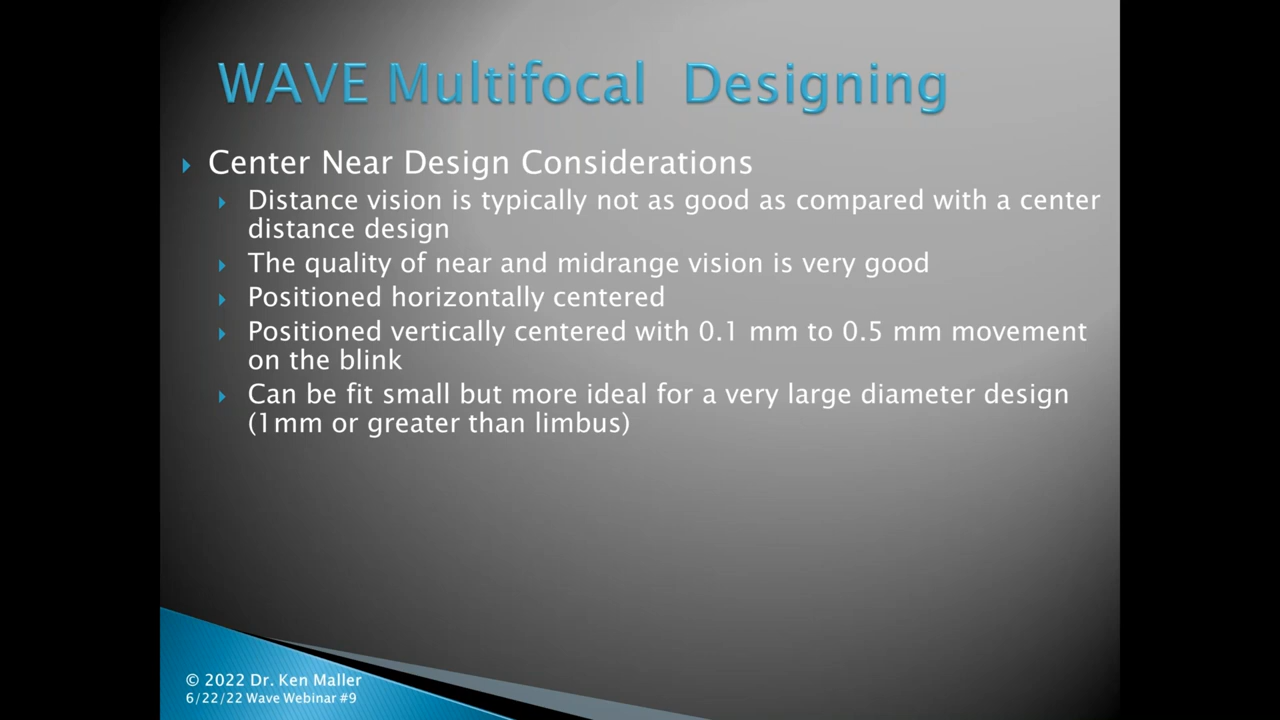 WAVE Multifocal Designing
Center Near Design Considerations
Distance vision is typically not as good as compared with a center
distance design
The quality of near and midrange vision is very good
Positioned horizontally centered
Positioned vertically centered with 0.1 mm to 0.5 mm movement
on the blink
Can be fit small but more ideal for a very large diameter design
(1mm or greater than limbus)
© 2022 Dr. Ken Maller
6/22/22 Wave Webinar #9